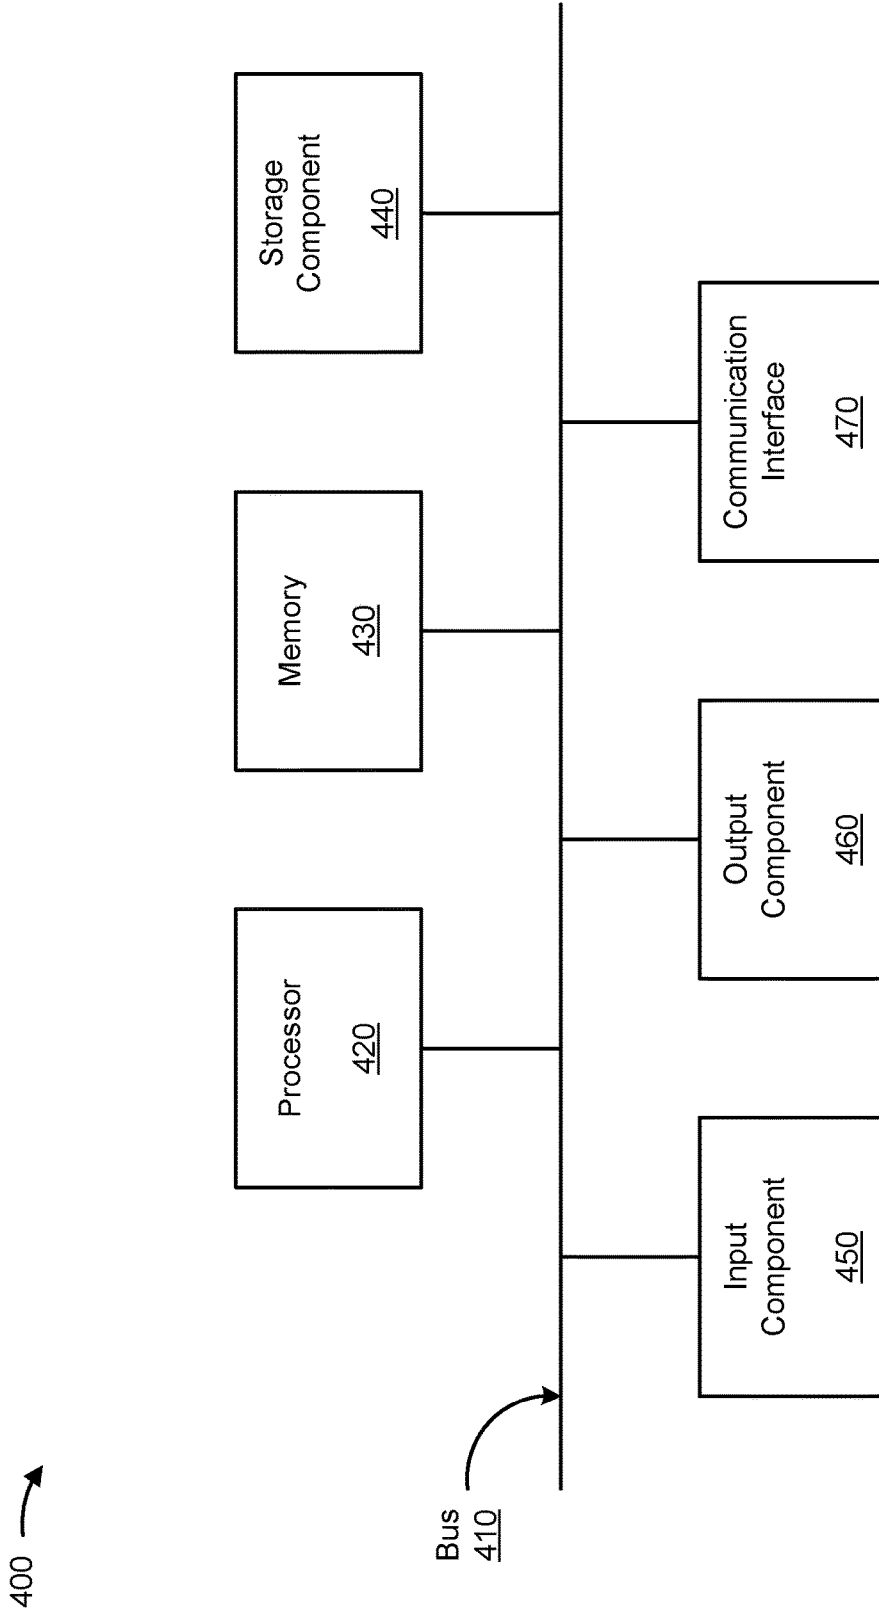 400
Processor
420
Memory
430
Storage
Component
440
Bus
410
Input
Component
450
Output
Component
460
Communication
Interface
470